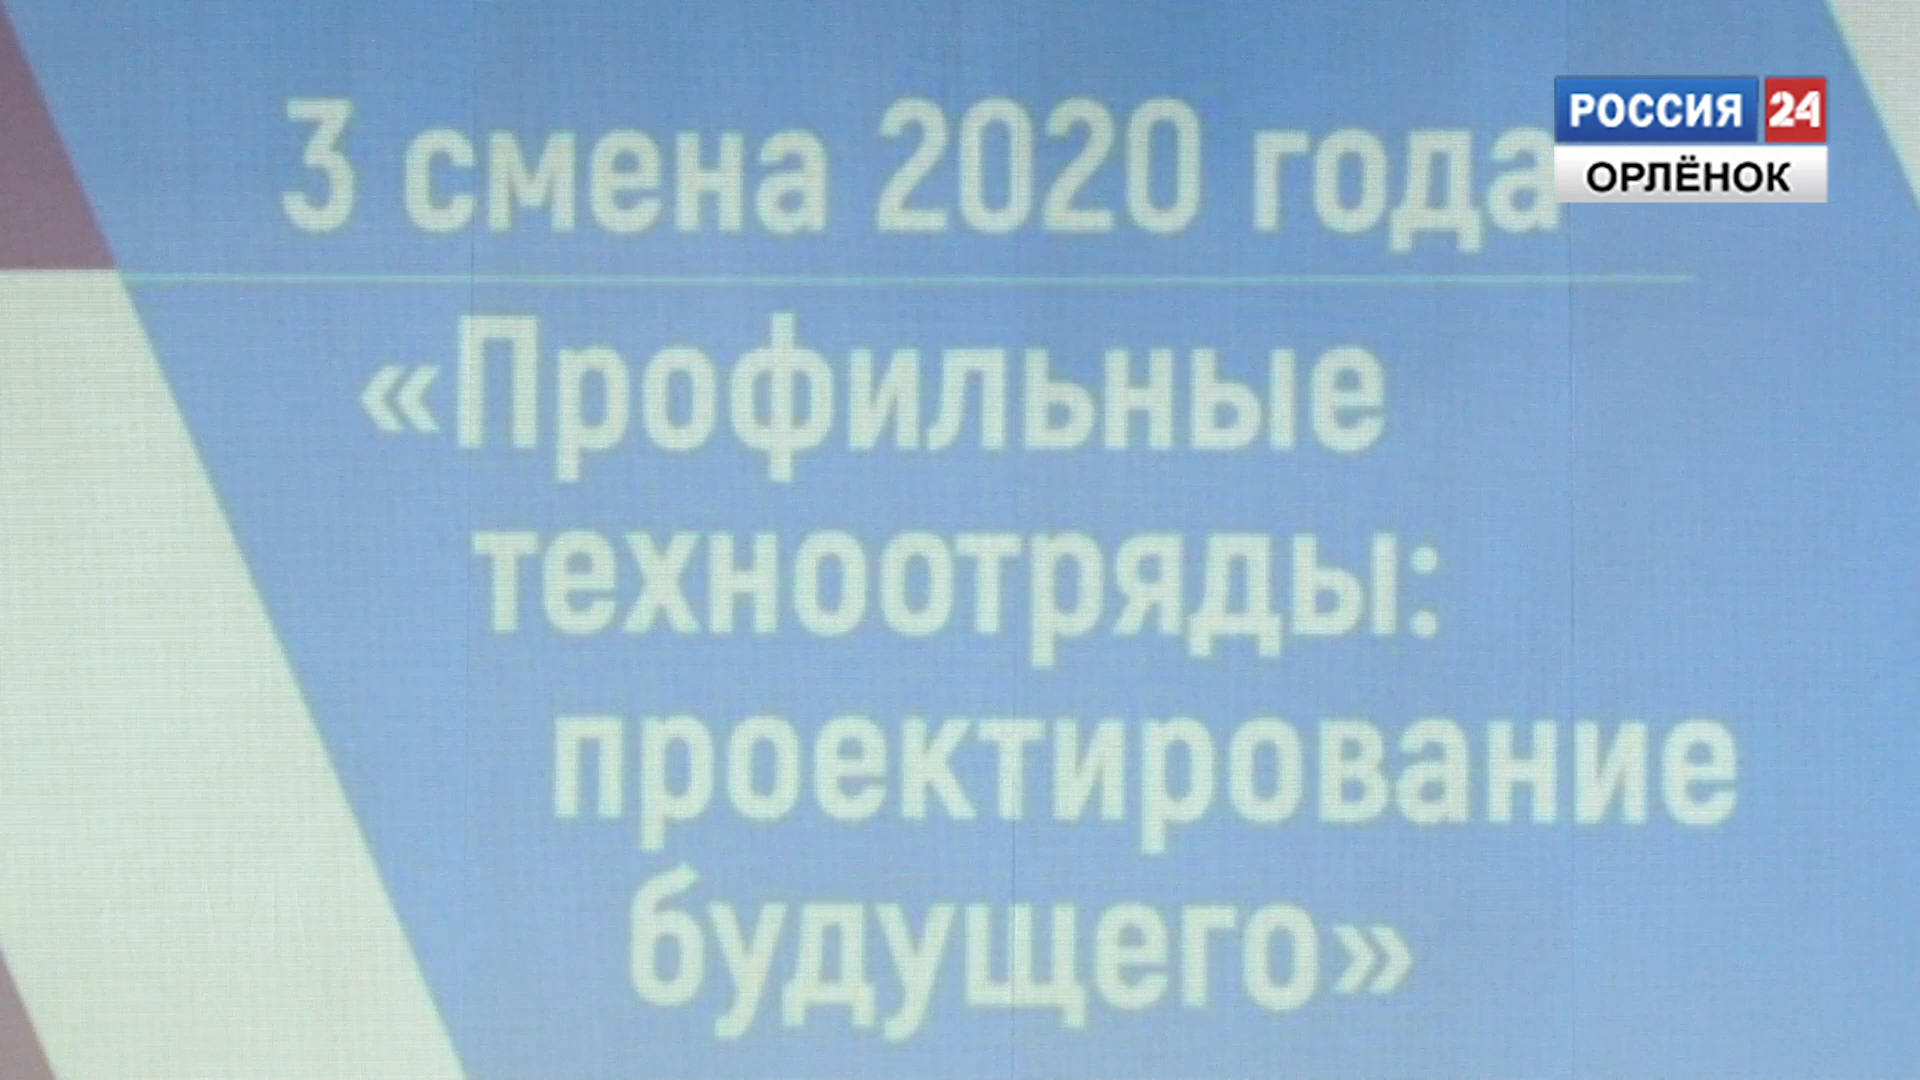 3 смена 2020 года
РОССИЯ 24
ОРЛЁНОК
«Профильные
техноотряды:
проектирование
будущего»